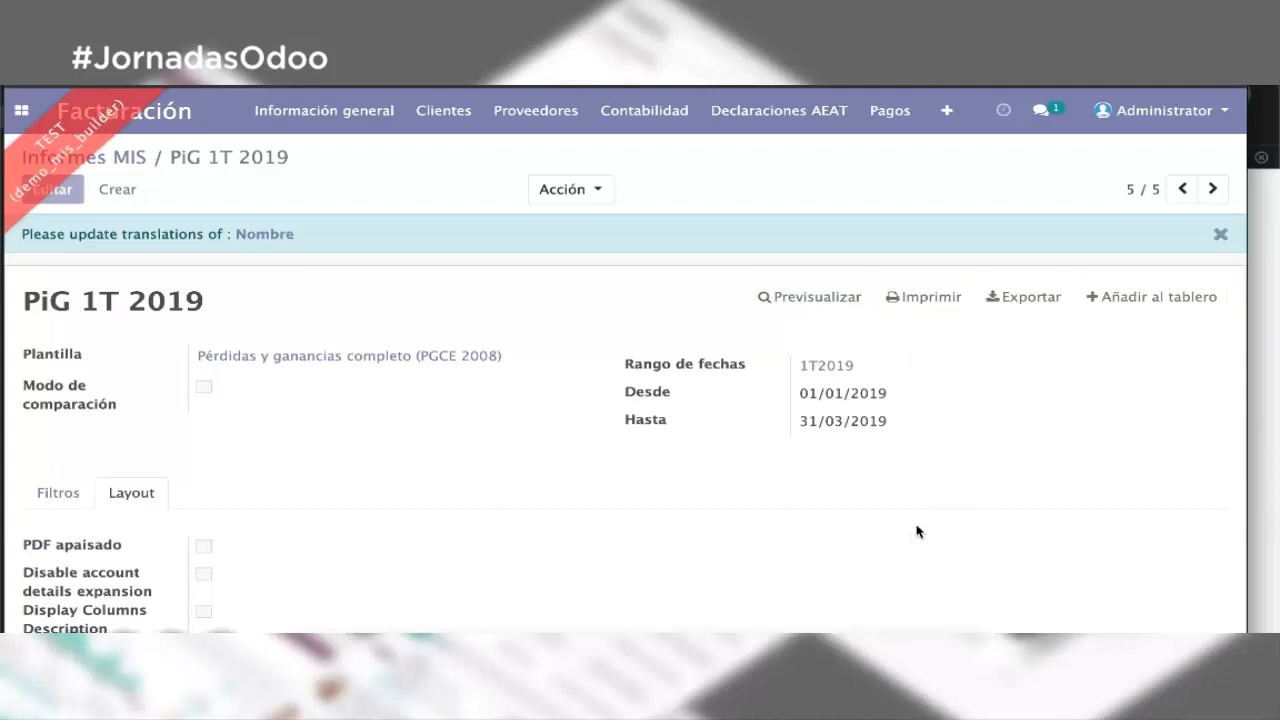 #JornadasOdoo
Facturación
Información general
Clientes
Proveedores
Contabilidad
Declaraciones AEAT
Pagos
1
Administrator
TEST
(demo_mis_builder)
Informes MIS / PiG 1T 2019
Editar
Crear
Acción
5 / 5
Please update translations of : Nombre
PiG 1T 2019
Previsualizar
Imprimir
Exportar
Añadir al tablero
Plantilla
Pérdidas y ganancias completo (PGCE 2008)
Modo de
comparación
Rango de fechas
1T2019
Desde
01/01/2019
Hasta
31/03/2019
Filtros
Layout
PDF apaisado
Disable account
details expansion
Display Columns
Description